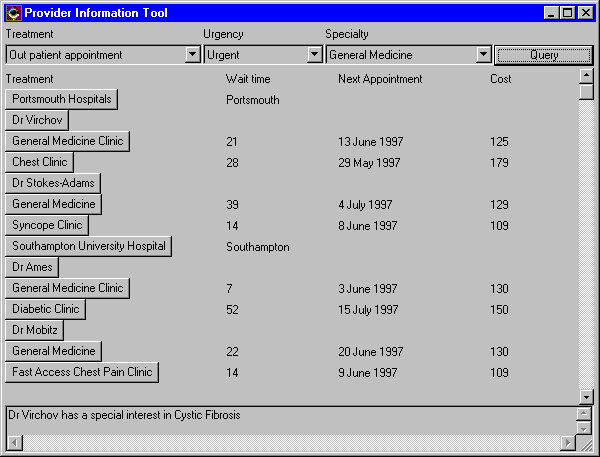 Provider Information Tool
Treatment Urgency Specialty
Out patient appointment Urgent General Medicine Query
Treatment Wait time Next Appointment Cost
Portsmouth Hospitals Portsmouth
Dr Virchov
General Medicine Clinic 21 13 June 1997 125
Chest Clinic 28 29 May 1997 179
Dr Stokes-Adams
General Medicine 39 4 July 1997 129
Syncope Clinic 14 8 June 1997 109
Southampton University Hospital Southampton
Dr Ames
General Medicine Clinic 7 3 June 1997 130
Diabetic Clinic 52 15 July 1997 150
Dr Mobitz
General Medicine 22 20 June 1997 130
Fast Access Chest Pain Clinic 14 9 June 1997 109
Dr Virchov has a special interest in Cystic Fibrosis